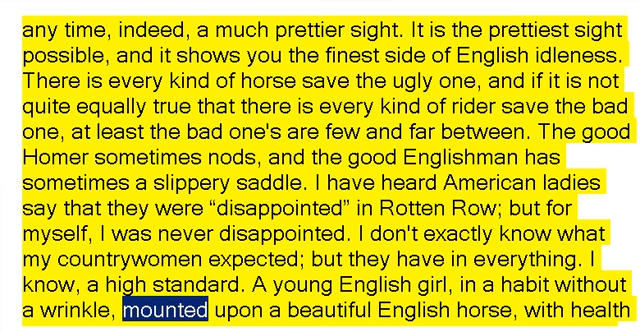 any time, indeed, a much prettier sight. It is the prettiest sight
possible, and it shows you the finest side of English idleness.
There is every kind of horse save the ugly one, and if it is not
quite equally true that there is every kind of rider save the bad
one, at least the bad one's are few and far between. The good
Homer sometimes nods, and the good Englishman has
sometimes a slippery saddle. I have heard American ladies
say that they were “disappointed” in Rotten Row; but for
myself, I was never disappointed. I don't exactly know what
my countrywomen expected; but they have in everything. I
know, a high standard. A young English girl, in a habit without
a wrinkle, mounted upon a beautiful English horse, with health